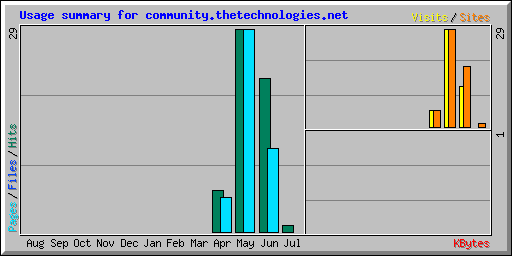 Usage summary for community.thetechnologies.net
Visits/Sites
29
29
1
Pages/Files/Hits
Aug Sep Oct Nov Dec Jan Feb Mar Apr May Jun Jul
KBytes